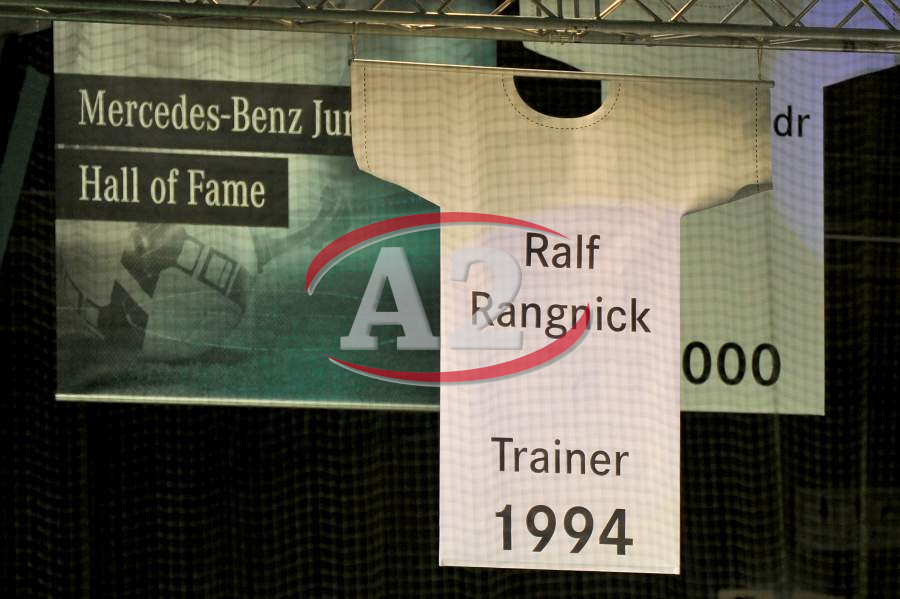 Mercedes-Benz Jun
Hall of Fame
dr
000
Ralf
Rangnick
Trainer
1994
A2